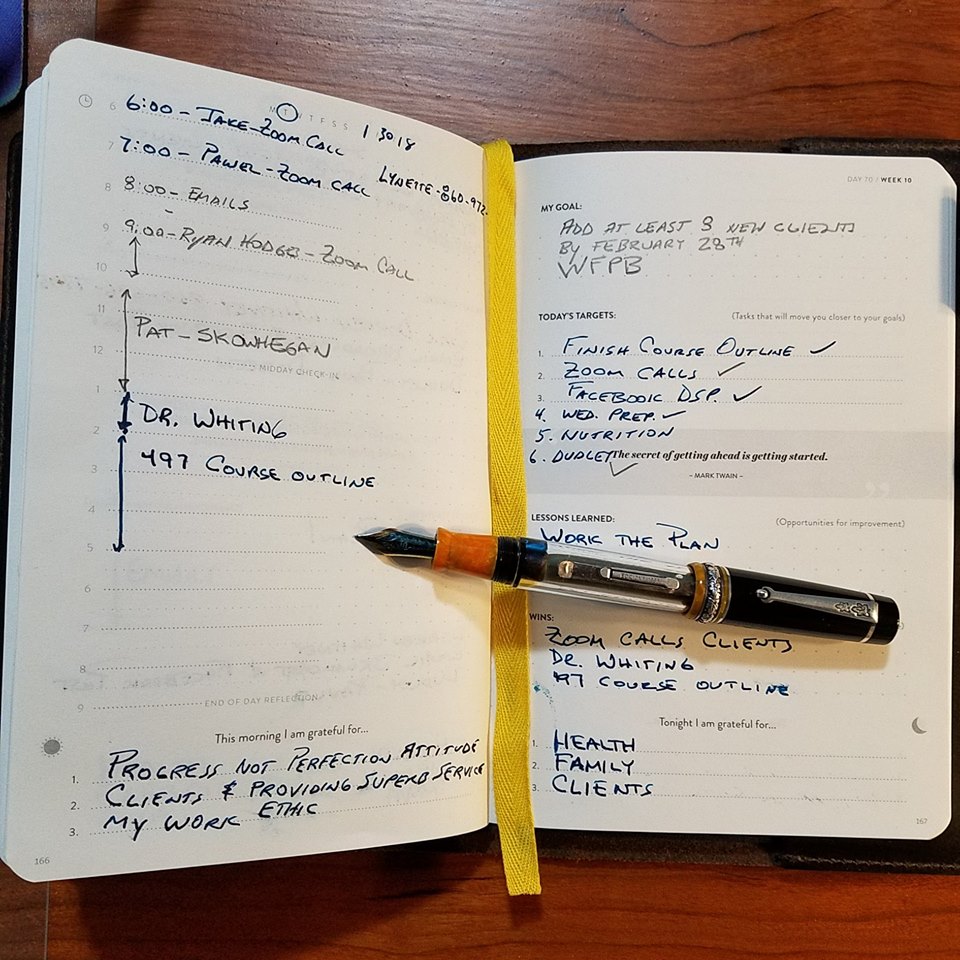 M T W T F S S 1 30 18
6 6:00 - JAKE - ZOOM CALL
7 7:00 - PAWEL - ZOOM CALL
LYNETTE - 860-972-
8 8:00 - EMAILS
9 9:00 - RYAN HODGES - ZOOM CALL
10
11
PAT - SKOWHEGAN
12
MIDDAY CHECK-IN
1
DR. WHITING
2
497 COURSE OUTLINE
3
4
5
6
7
8
END OF DAY REFLECTION
9
This morning I am grateful for...
1. PROGRESS NOT PERFECTION ATTITUDE
2. CLIENTS & PROVIDING SUPERB SERVICE
3. MY WORK ETHIC
166
DAY 70 / WEEK 10
MY GOAL:
ADD AT LEAST 3 NEW CLIENTS
BY FEBRUARY 28TH
WFPB
TODAY'S TARGETS: (Tasks that will move you closer to your goals)
1. FINISH COURSE OUTLINE ✓
2. ZOOM CALLS ✓
3. FACEBOOK DSP. ✓
4. WED. PREP. ✓
5. NUTRITION
6. DUDLEY ✓ The secret of getting ahead is getting started.
– MARK TWAIN –
LESSONS LEARNED: (Opportunities for improvement)
WORK THE PLAN
WINS:
ZOOM CALLS CLIENTS
DR. WHITING
497 COURSE OUTLINE
Tonight I am grateful for...
1. HEALTH
2. FAMILY
3. CLIENTS
167